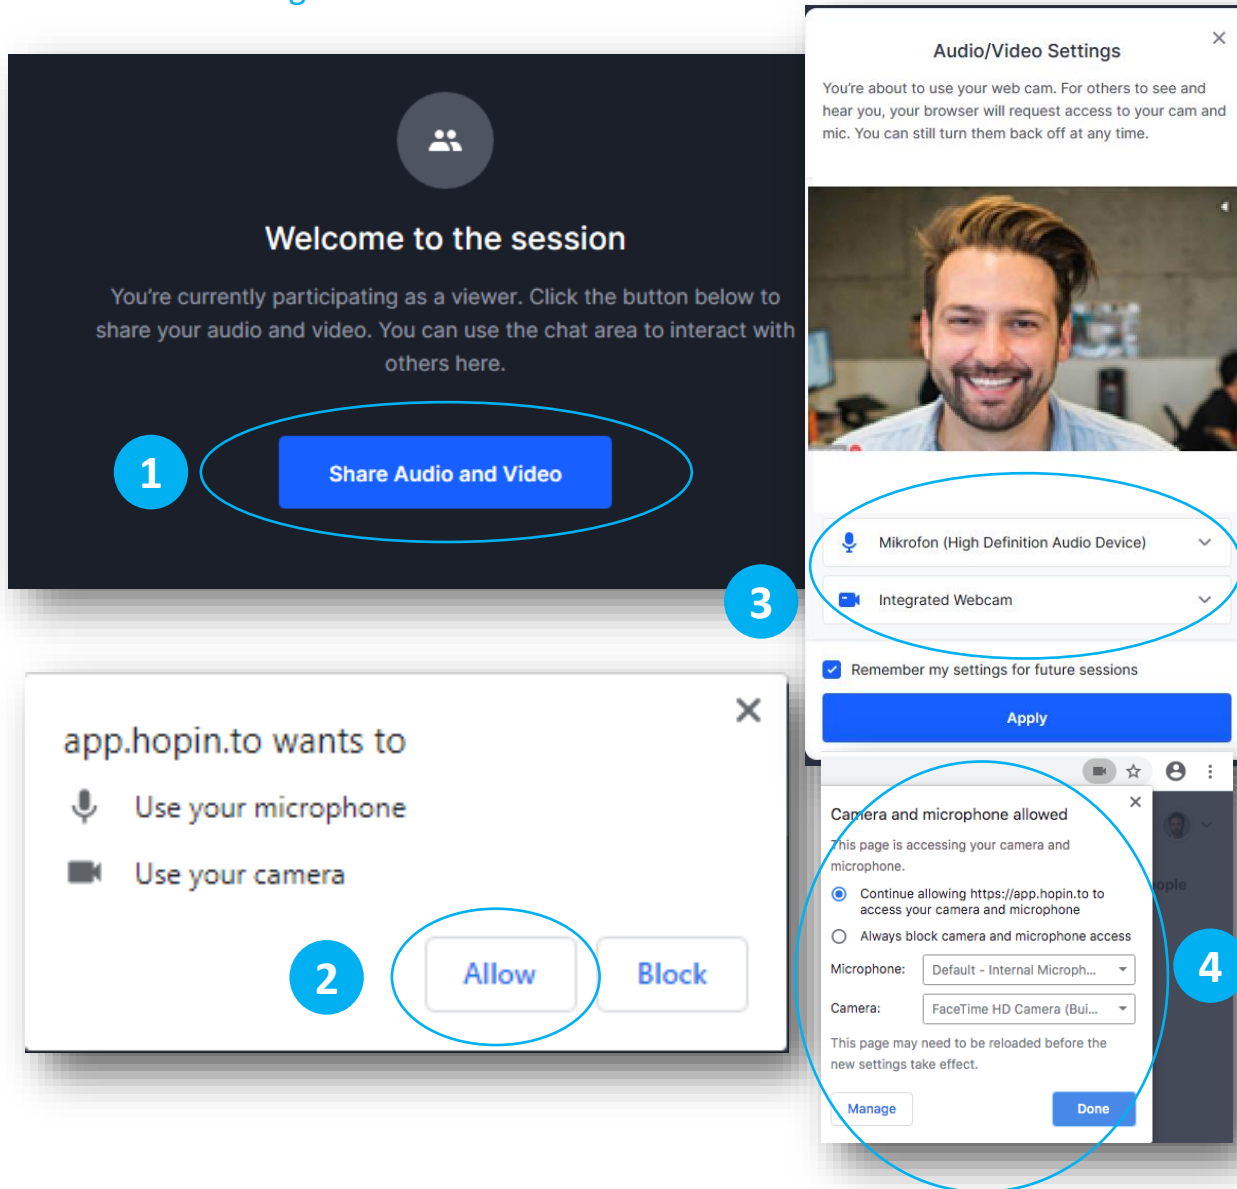 Welcome to the session
You're currently participating as a viewer. Click the button below to
share your audio and video. You can use the chat area to interact with
others here.
1
Share Audio and Video
2
app.hopin.to wants to
Use your microphone
Use your camera
Allow
Block
3
Audio/Video Settings
You're about to use your web cam. For others to see and
hear you, your browser will request access to your cam and
mic. You can still turn them back off at any time.
Mikrofon (High Definition Audio Device)
Integrated Webcam
Remember my settings for future sessions
Apply
4
Camera and microphone allowed
This page is accessing your camera and
microphone.
Continue allowing https://app.hopin.to to
access your camera and microphone
Always block camera and microphone access
Microphone:
Default - Internal Microph...
Camera:
FaceTime HD Camera (Bui...
This page may need to be reloaded before the
new settings take effect.
Manage
Done
ople